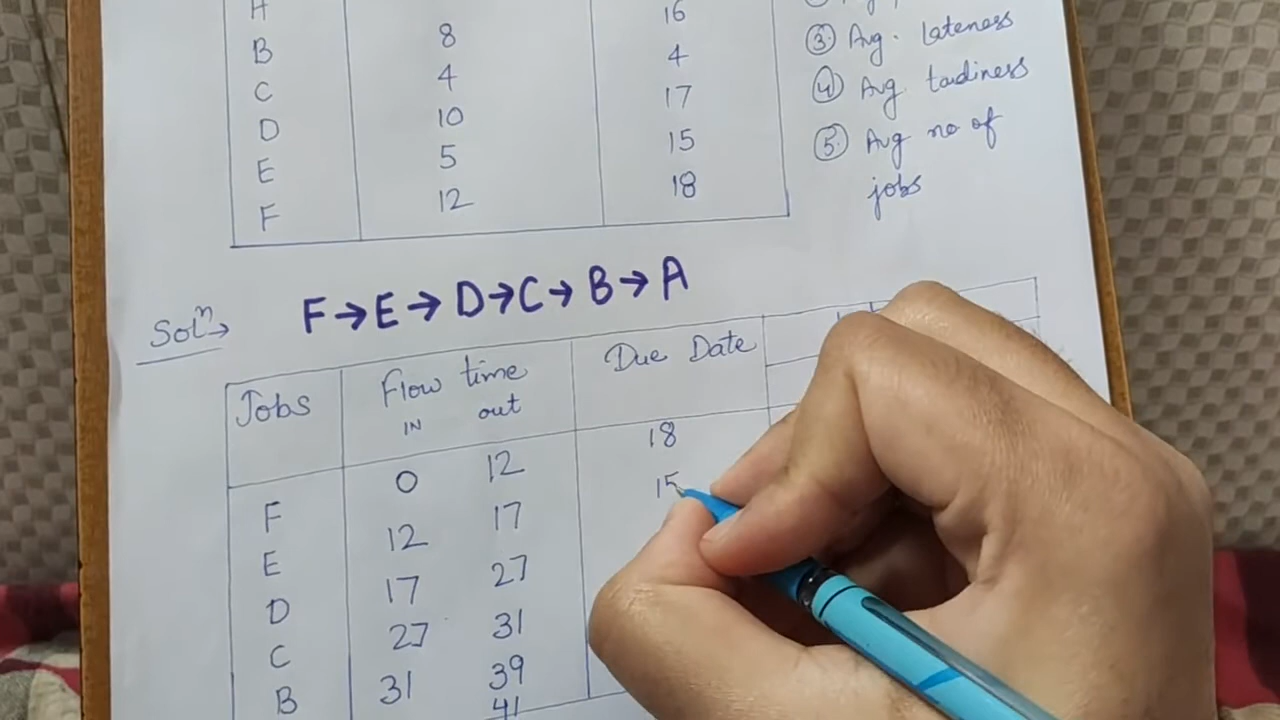 A 16
B 8 4
C 4 17
D 10 15
E 5 18
F 12
③ Avg. lateness
④ Avg tardiness
⑤ Avg no of
jobs
Solⁿ→ F→E→D→C→B→A
Jobs Flow time Due Date
IN out
F 0 12 18
E 12 17 15
D 17 27
C 27 31
B 31 39
41